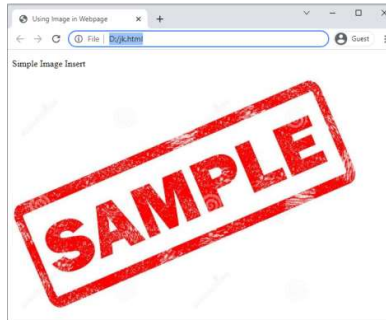 Using Image in Webpage
File D:/jk.html
Guest
Simple Image Insert
SAMPLE